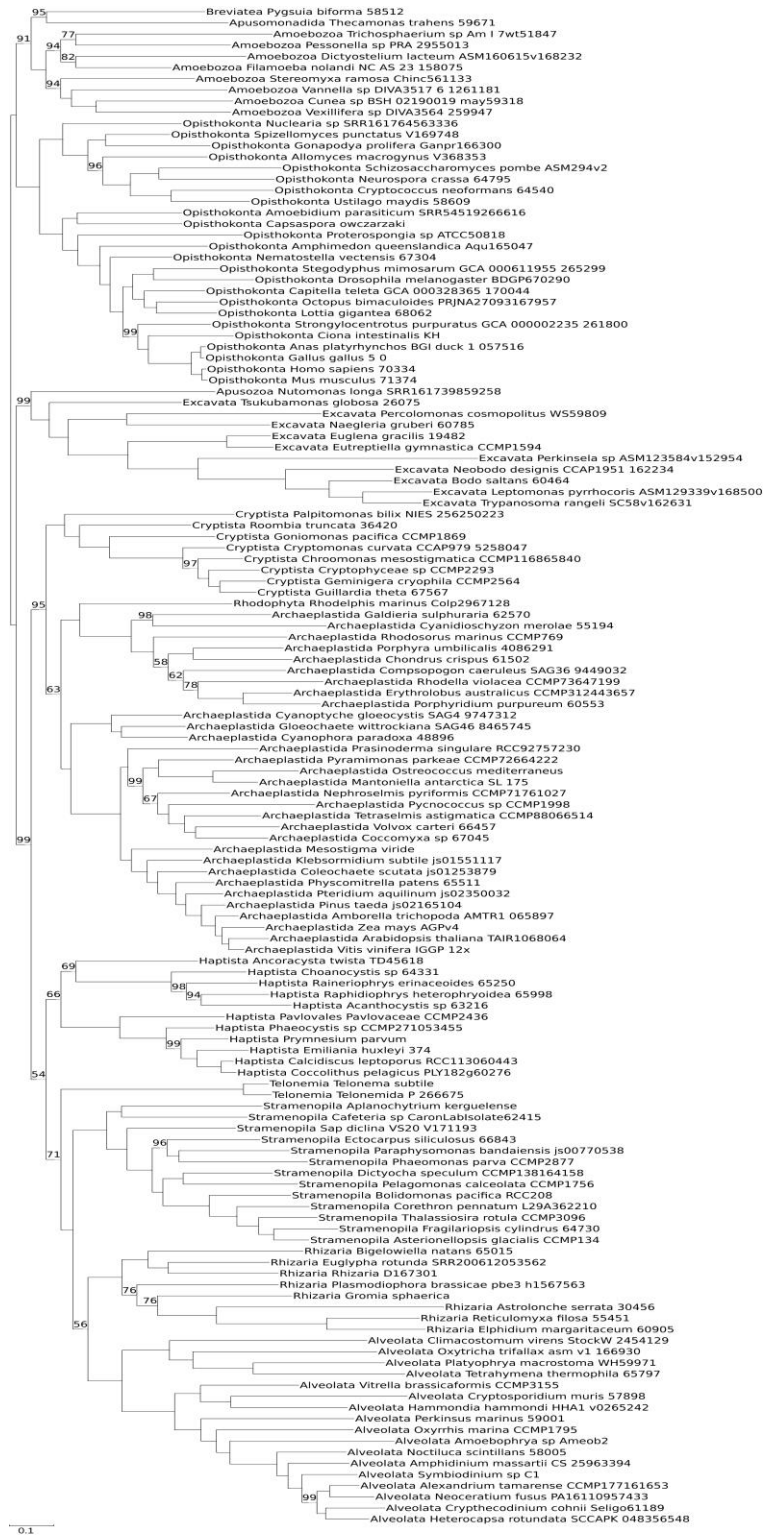 95
Breviatea Pygsuia biforma 58512
Apusomonadida Thecamonas trahens 59671
91
77
Amoebozoa Trichosphaerium sp Am I 7wt51847
94
Amoebozoa Pessonella sp PRA 2955013
Amoebozoa Dictyostelium lacteum ASM160615v168232
82
Amoebozoa Filamoeba nolandi NC AS 23 158075
Amoebozoa Stereomyxa ramosa Chinc561133
94
Amoebozoa Vannella sp DIVA3517 6 1261181
Amoebozoa Cunea sp BSH 02190019 may59318
Amoebozoa Vexillifera sp DIVA3564 259947
Opisthokonta Nuclearia sp SRR161764563336
Opisthokonta Spizellomyces punctatus V169748
Opisthokonta Gonapodya prolifera Ganpr166300
Opisthokonta Allomyces macrogynus V368353
96
Opisthokonta Schizosaccharomyces pombe ASM294v2
Opisthokonta Neurospora crassa 64795
Opisthokonta Cryptococcus neoformans 64540
Opisthokonta Ustilago maydis 58609
Opisthokonta Amoebidium parasiticum SRR54519266616
Opisthokonta Capsaspora owczarzaki
Opisthokonta Proterospongia sp ATCC50818
Opisthokonta Amphimedon queenslandica Aqu165047
Opisthokonta Nematostella vectensis 67304
Opisthokonta Stegodyphus mimosarum GCA 000611955 265299
Opisthokonta Drosophila melanogaster BDGP670290
Opisthokonta Capitella teleta GCA 000328365 170044
Opisthokonta Octopus bimaculoides PRJNA27093167957
Opisthokonta Lottia gigantea 68062
Opisthokonta Strongylocentrotus purpuratus GCA 000002235 261800
99
Opisthokonta Ciona intestinalis KH
Opisthokonta Anas platyrhynchos BGI duck 1 057516
Opisthokonta Gallus gallus 5 0
Opisthokonta Homo sapiens 70334
Opisthokonta Mus musculus 71374
Apusozoa Nutomonas longa SRR161739859258
99
Excavata Tsukubamonas globosa 26075
Excavata Percolomonas cosmopolitus WS59809
Excavata Naegleria gruberi 60785
Excavata Euglena gracilis 19482
Excavata Eutreptiella gymnastica CCMP1594
Excavata Perkinsela sp ASM123584v152954
Excavata Neobodo designis CCAP1951 162234
Excavata Bodo saltans 60464
Excavata Leptomonas pyrrhocoris ASM129339v168500
Excavata Trypanosoma rangeli SC58v162631
Cryptista Palpitomonas bilix NIES 256250223
Cryptista Roombia truncata 36420
Cryptista Goniomonas pacifica CCMP1869
Cryptista Cryptomonas curvata CCAP979 5258047
Cryptista Chroomonas mesostigmatica CCMP116865840
97
Cryptista Cryptophyceae sp CCMP2293
Cryptista Geminigera cryophila CCMP2564
Cryptista Guillardia theta 67567
95
Rhodophyta Rhodelphis marinus Colp2967128
98
Archaeplastida Galdieria sulphuraria 62570
Archaeplastida Cyanidioschyzon merolae 55194
Archaeplastida Rhodosorus marinus CCMP769
Archaeplastida Porphyra umbilicalis 4086291
58
Archaeplastida Chondrus crispus 61502
Archaeplastida Compsopogon caeruleus SAG36 9449032
62
Archaeplastida Rhodella violacea CCMP73647199
78
63
Archaeplastida Erythrolobus australicus CCMP312443657
Archaeplastida Porphyridium purpureum 60553
Archaeplastida Cyanoptyche gloeocystis SAG4 9747312
Archaeplastida Gloeochaete wittrockiana SAG46 8465745
Archaeplastida Cyanophora paradoxa 48896
Archaeplastida Prasinoderma singulare RCC92757230
Archaeplastida Pyramimonas parkeae CCMP72664222
Archaeplastida Ostreococcus mediterraneus
99
Archaeplastida Mantoniella antarctica SL 175
Archaeplastida Nephroselmis pyriformis CCMP71761027
67
Archaeplastida Pycnococcus sp CCMP1998
Archaeplastida Tetraselmis astigmatica CCMP88066514
Archaeplastida Volvox carteri 66457
Archaeplastida Coccomyxa sp 67045
99
Archaeplastida Mesostigma viride
Archaeplastida Klebsormidium subtile js01551117
Archaeplastida Coleochaete scutata js01253879
Archaeplastida Physcomitrella patens 65511
Archaeplastida Pteridium aquilinum js02350032
Archaeplastida Pinus taeda js02165104
Archaeplastida Amborella trichopoda AMTR1 065897
Archaeplastida Zea mays AGPv4
Archaeplastida Arabidopsis thaliana TAIR1068064
Archaeplastida Vitis vinifera IGGP 12x
Haptista Ancoracysta twista TD45618
69
Haptista Choanocystis sp 64331
Haptista Raineriophrys erinaceoides 65250
98
Haptista Raphidiophrys heterophryoidea 65998
94
66
Haptista Acanthocystis sp 63216
Haptista Pavlovales Pavlovaceae CCMP2436
Haptista Phaeocystis sp CCMP271053455
Haptista Prymnesium parvum
99
Haptista Emiliania huxleyi 374
Haptista Calcidiscus leptoporus RCC113060443
Haptista Coccolithus pelagicus PLY182g60276
54
Telonemia Telonema subtile
Telonemia Telonemida P 266675
Stramenopila Aplanochytrium kerguelense
Stramenopila Cafeteria sp CaronLabIsolate62415
Stramenopila Sap diclina VS20 V171193
Stramenopila Ectocarpus siliculosus 66843
96
Stramenopila Paraphysomonas bandaiensis js00770538
71
Stramenopila Phaeomonas parva CCMP2877
Stramenopila Dictyocha speculum CCMP138164158
Stramenopila Pelagomonas calceolata CCMP1756
Stramenopila Bolidomonas pacifica RCC208
Stramenopila Corethron pennatum L29A362210
Stramenopila Thalassiosira rotula CCMP3096
Stramenopila Fragilariopsis cylindrus 64730
Stramenopila Asterionellopsis glacialis CCMP134
Rhizaria Bigelowiella natans 65015
Rhizaria Euglypha rotunda SRR200612053562
Rhizaria Rhizaria D167301
Rhizaria Plasmodiophora brassicae pbe3 h1567563
76
Rhizaria Gromia sphaerica
76
Rhizaria Astrolonche serrata 30456
Rhizaria Reticulomyxa filosa 55451
56
Rhizaria Elphidium margaritaceum 60905
Alveolata Climacostomum virens StockW 2454129
Alveolata Oxytricha trifallax asm v1 166930
Alveolata Platyophrya macrostoma WH59971
Alveolata Tetrahymena thermophila 65797
Alveolata Vitrella brassicaformis CCMP3155
Alveolata Cryptosporidium muris 57898
Alveolata Hammondia hammondi HHA1 v0265242
Alveolata Perkinsus marinus 59001
Alveolata Oxyrrhis marina CCMP1795
Alveolata Amoebophrya sp Ameob2
Alveolata Noctiluca scintillans 58005
Alveolata Amphidinium massartii CS 25963394
Alveolata Symbiodinium sp C1
Alveolata Alexandrium tamarense CCMP177161653
99
Alveolata Neoceratium fusus PA16110957433
Alveolata Crypthecodinium cohnii Seligo61189
Alveolata Heterocapsa rotundata SCCAPK 048356548
0.1